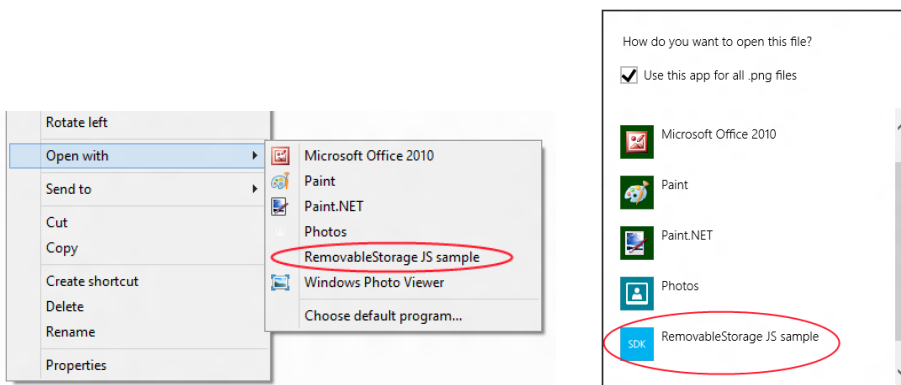 Rotate left
Open with
Send to
Cut
Copy
Create shortcut
Delete
Rename
Properties
Microsoft Office 2010
Paint
Paint.NET
Photos
RemovableStorage JS sample
Windows Photo Viewer
Choose default program...
How do you want to open this file?
Use this app for all .png files
Microsoft Office 2010
Paint
Paint.NET
Photos
SDK RemovableStorage JS sample